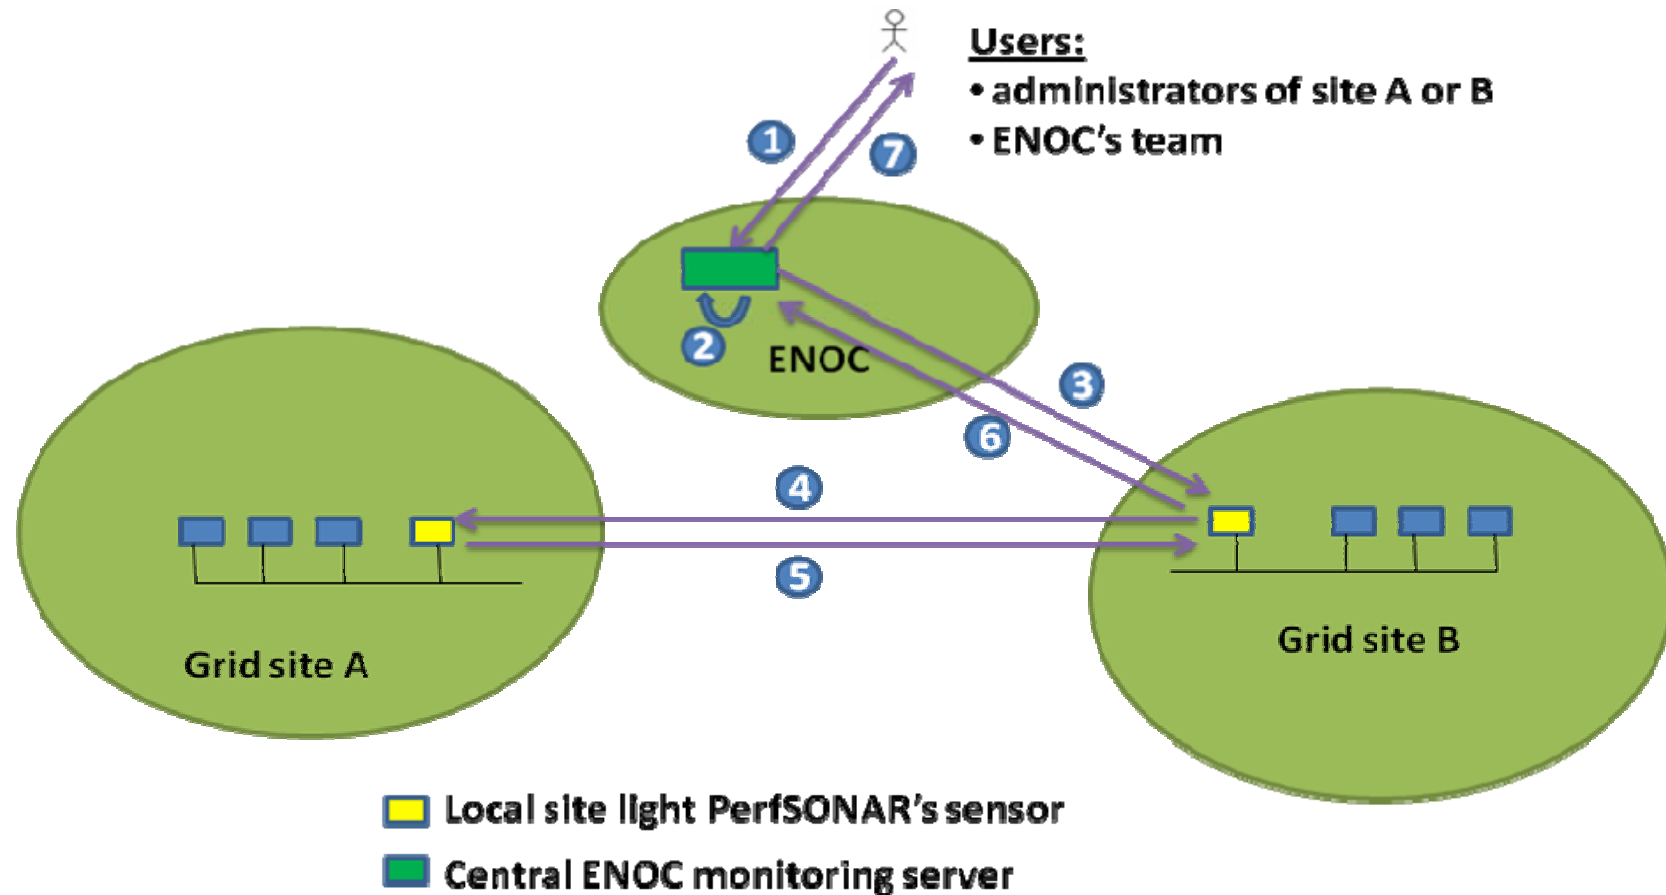 Users:
• administrators of site A or B
• ENOC's team
1
7
2
ENOC
3
6
4
5
Grid site A
Grid site B
Local site light PerfSONAR's sensor
Central ENOC monitoring server